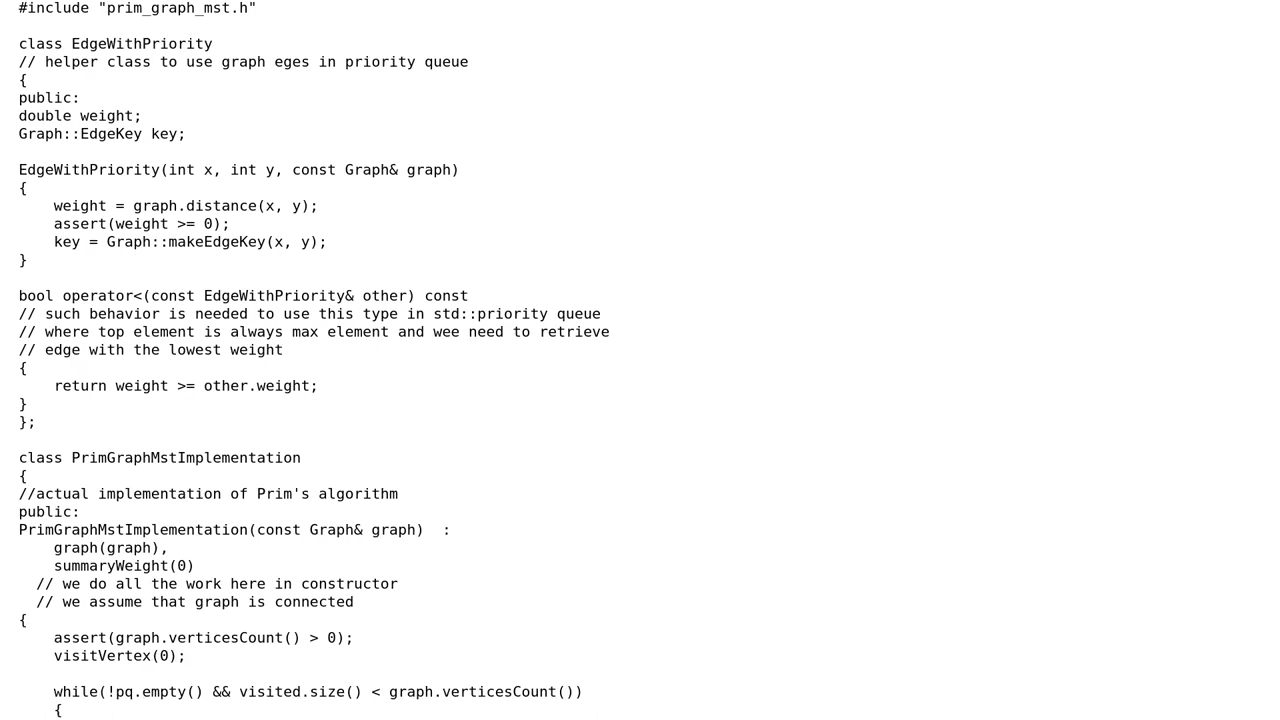 #include "prim_graph_mst.h"

class EdgeWithPriority
// helper class to use graph eges in priority queue
{
public:
double weight;
Graph::EdgeKey key;

EdgeWithPriority(int x, int y, const Graph& graph)
{
    weight = graph.distance(x, y);
    assert(weight >= 0);
    key = Graph::makeEdgeKey(x, y);
}

bool operator<(const EdgeWithPriority& other) const
// such behavior is needed to use this type in std::priority queue
// where top element is always max element and wee need to retrieve
// edge with the lowest weight
{
    return weight >= other.weight;
}
};

class PrimGraphMstImplementation
{
//actual implementation of Prim's algorithm
public:
PrimGraphMstImplementation(const Graph& graph)  :
    graph(graph),
    summaryWeight(0)
  // we do all the work here in constructor
  // we assume that graph is connected
{
    assert(graph.verticesCount() > 0);
    visitVertex(0);

    while(!pq.empty() && visited.size() < graph.verticesCount())
    {